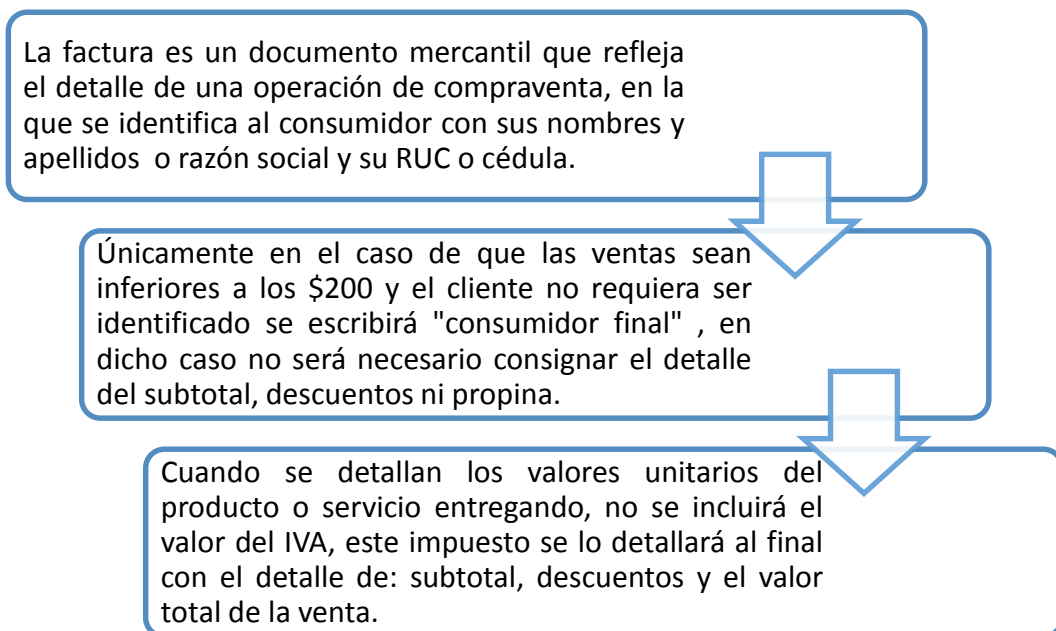 La factura es un documento mercantil que refleja
el detalle de una operación de compraventa, en la
que se identifica al consumidor con sus nombres y
apellidos o razón social y su RUC o cédula.
Únicamente en el caso de que las ventas sean
inferiores a los $200 y el cliente no requiera ser
identificado se escribirá "consumidor final" , en
dicho caso no será necesario consignar el detalle
del subtotal, descuentos ni propina.
Cuando se detallan los valores unitarios del
producto o servicio entregando, no se incluirá el
valor del IVA, este impuesto se lo detallará al final
con el detalle de: subtotal, descuentos y el valor
total de la venta.